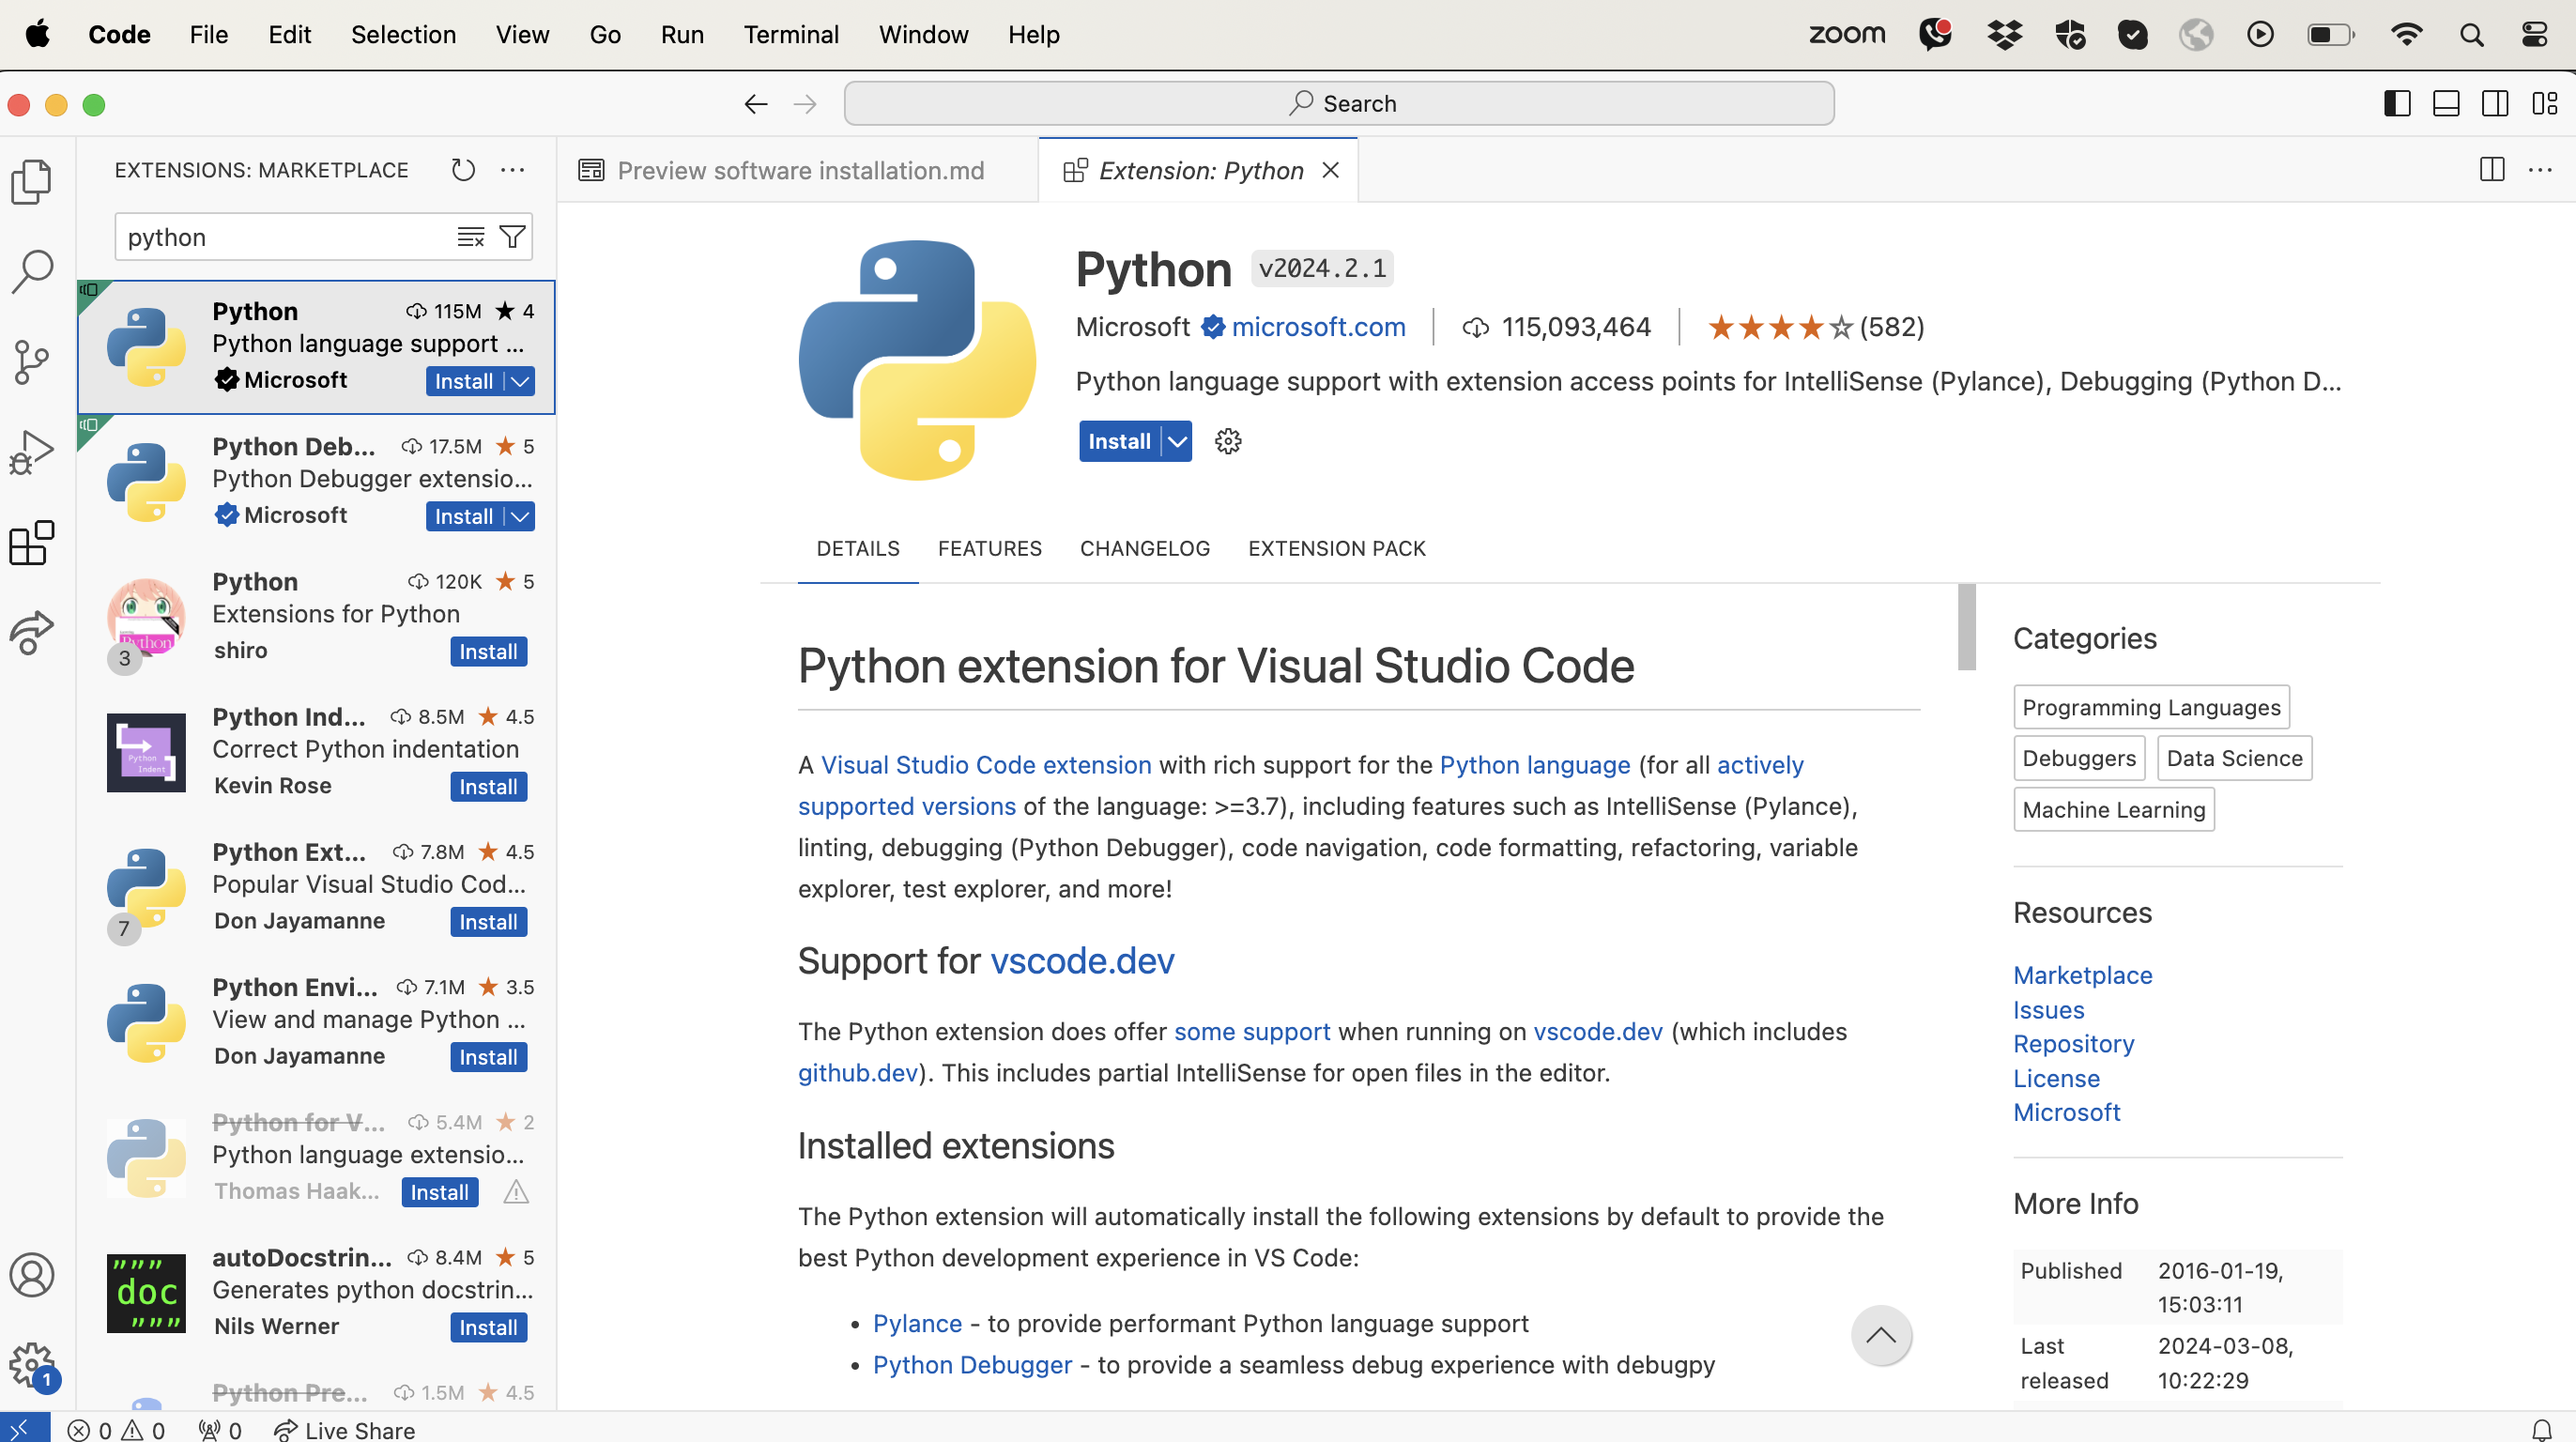 Code File Edit Selection View Go Run Terminal Window Help zoom
Search
EXTENSIONS: MARKETPLACE
Preview software installation.md
Extension: Python
python
Python 115M ★ 4
Python language support ...
Microsoft Install
Python Deb... 17.5M ★ 5
Python Debugger extensio...
Microsoft Install
Python 120K ★ 5
Extensions for Python
shiro Install
Python
3
Python Ind... 8.5M ★ 4.5
Correct Python indentation
Kevin Rose Install
Python
Indent
Python Ext... 7.8M ★ 4.5
Popular Visual Studio Cod...
Don Jayamanne Install
7
Python Envi... 7.1M ★ 3.5
View and manage Python ...
Don Jayamanne Install
Python for V... 5.4M ★ 2
Python language extensio...
Thomas Haak... Install
autoDocstrin... 8.4M ★ 5
Generates python docstrin...
Nils Werner Install
"""
doc
"""
Python Pre... 1.5M ★ 4.5
1
Python v2024.2.1
Microsoft microsoft.com 115,093,464 ★★★★☆ (582)
Python language support with extension access points for IntelliSense (Pylance), Debugging (Python D...
Install
DETAILS FEATURES CHANGELOG EXTENSION PACK
Python extension for Visual Studio Code
A Visual Studio Code extension with rich support for the Python language (for all actively
supported versions of the language: >=3.7), including features such as IntelliSense (Pylance),
linting, debugging (Python Debugger), code navigation, code formatting, refactoring, variable
explorer, test explorer, and more!
Support for vscode.dev
The Python extension does offer some support when running on vscode.dev (which includes
github.dev). This includes partial IntelliSense for open files in the editor.
Installed extensions
The Python extension will automatically install the following extensions by default to provide the
best Python development experience in VS Code:
• Pylance - to provide performant Python language support
• Python Debugger - to provide a seamless debug experience with debugpy
Categories
Programming Languages
Debuggers Data Science
Machine Learning
Resources
Marketplace
Issues
Repository
License
Microsoft
More Info
Published 2016-01-19,
15:03:11
Last 2024-03-08,
released 10:22:29
0 0 0 Live Share